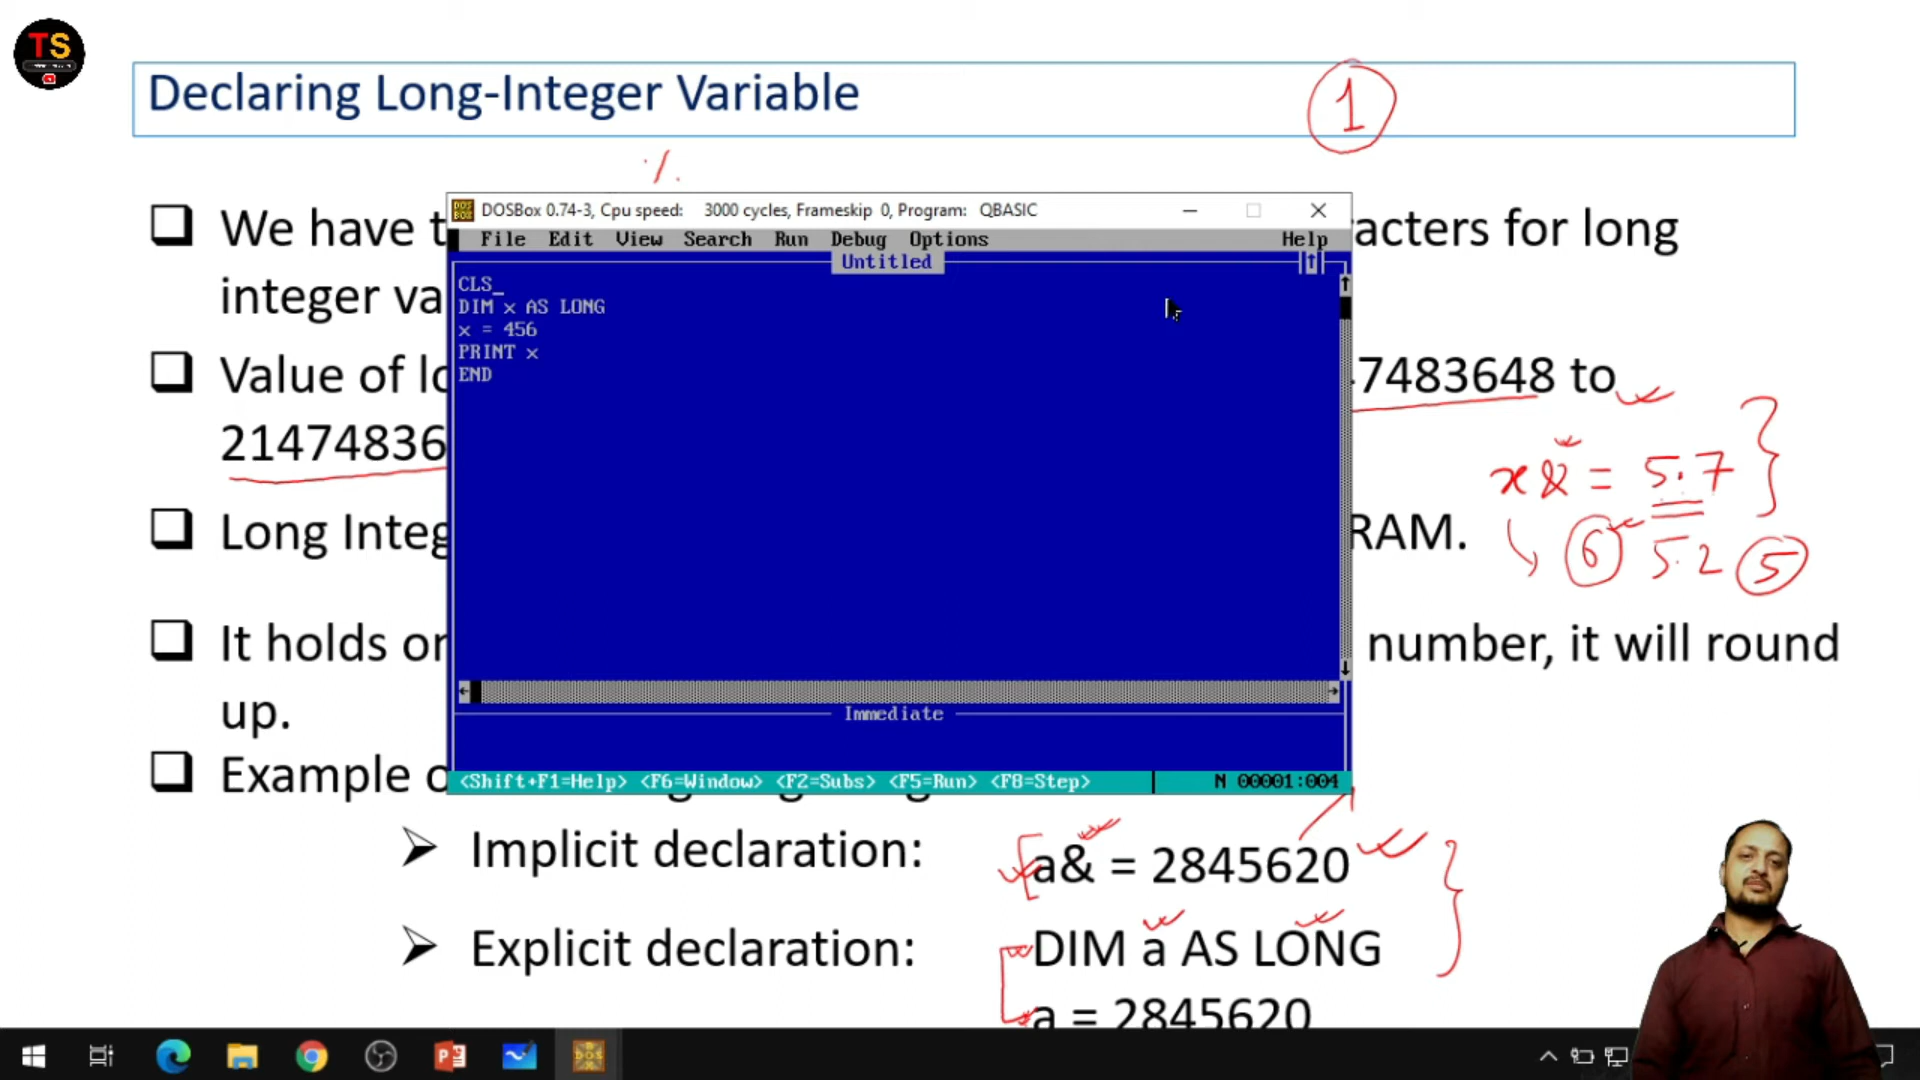 TS
Declaring Long-Integer Variable
1
%
We have t
acters for long
integer va
Value of lo
47483648 to
21474836
Long Integ
RAM.
It holds or
number, it will round
up.
Example o
DOSBox 0.74-3, Cpu speed: 3000 cycles, Frameskip 0, Program: QBASIC
File Edit View Search Run Debug Options Help
Untitled
CLS_
DIM x AS LONG
x = 456
PRINT x
END
Immediate
<Shift+F1=Help> <F6=Window> <F2=Subs> <F5=Run> <F8=Step> N 00001:004
x& = 5.7
6 5.2 5
Implicit declaration: a& = 2845620
Explicit declaration: DIM a AS LONG
a = 2845620